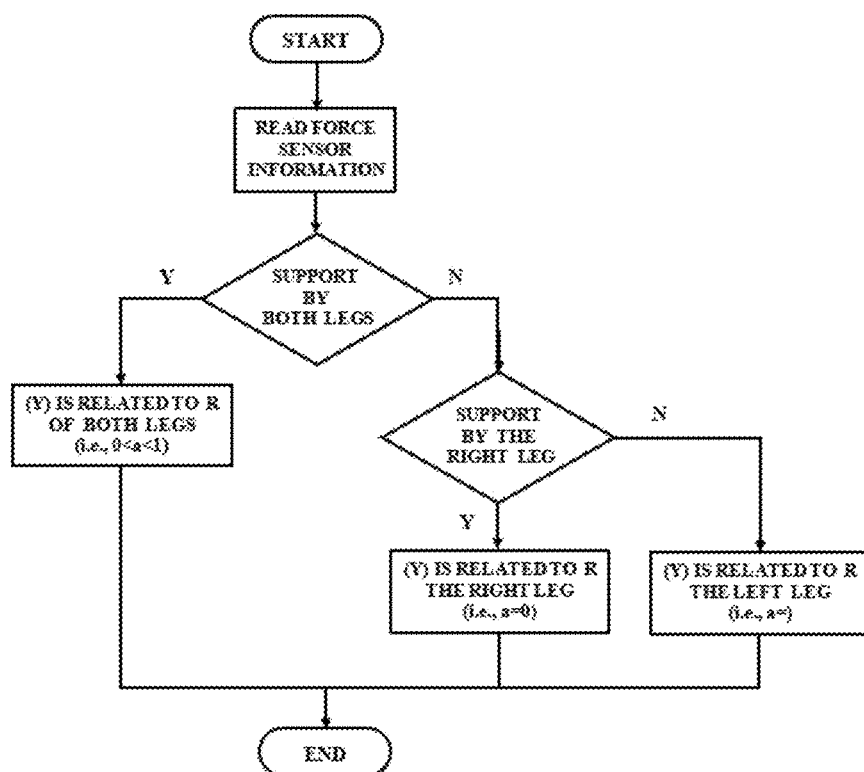 START
READ FORCE
SENSOR
INFORMATION
Y
SUPPORT
BY
BOTH LEGS
N
(Y) IS RELATED TO R
OF BOTH LEGS
(i.e., 0<a<1)
SUPPORT
BY THE
RIGHT LEG
N
Y
(Y) IS RELATED TO R
THE RIGHT LEG
(i.e., a=0)
(Y) IS RELATED TO R
THE LEFT LEG
(i.e., a=)
END